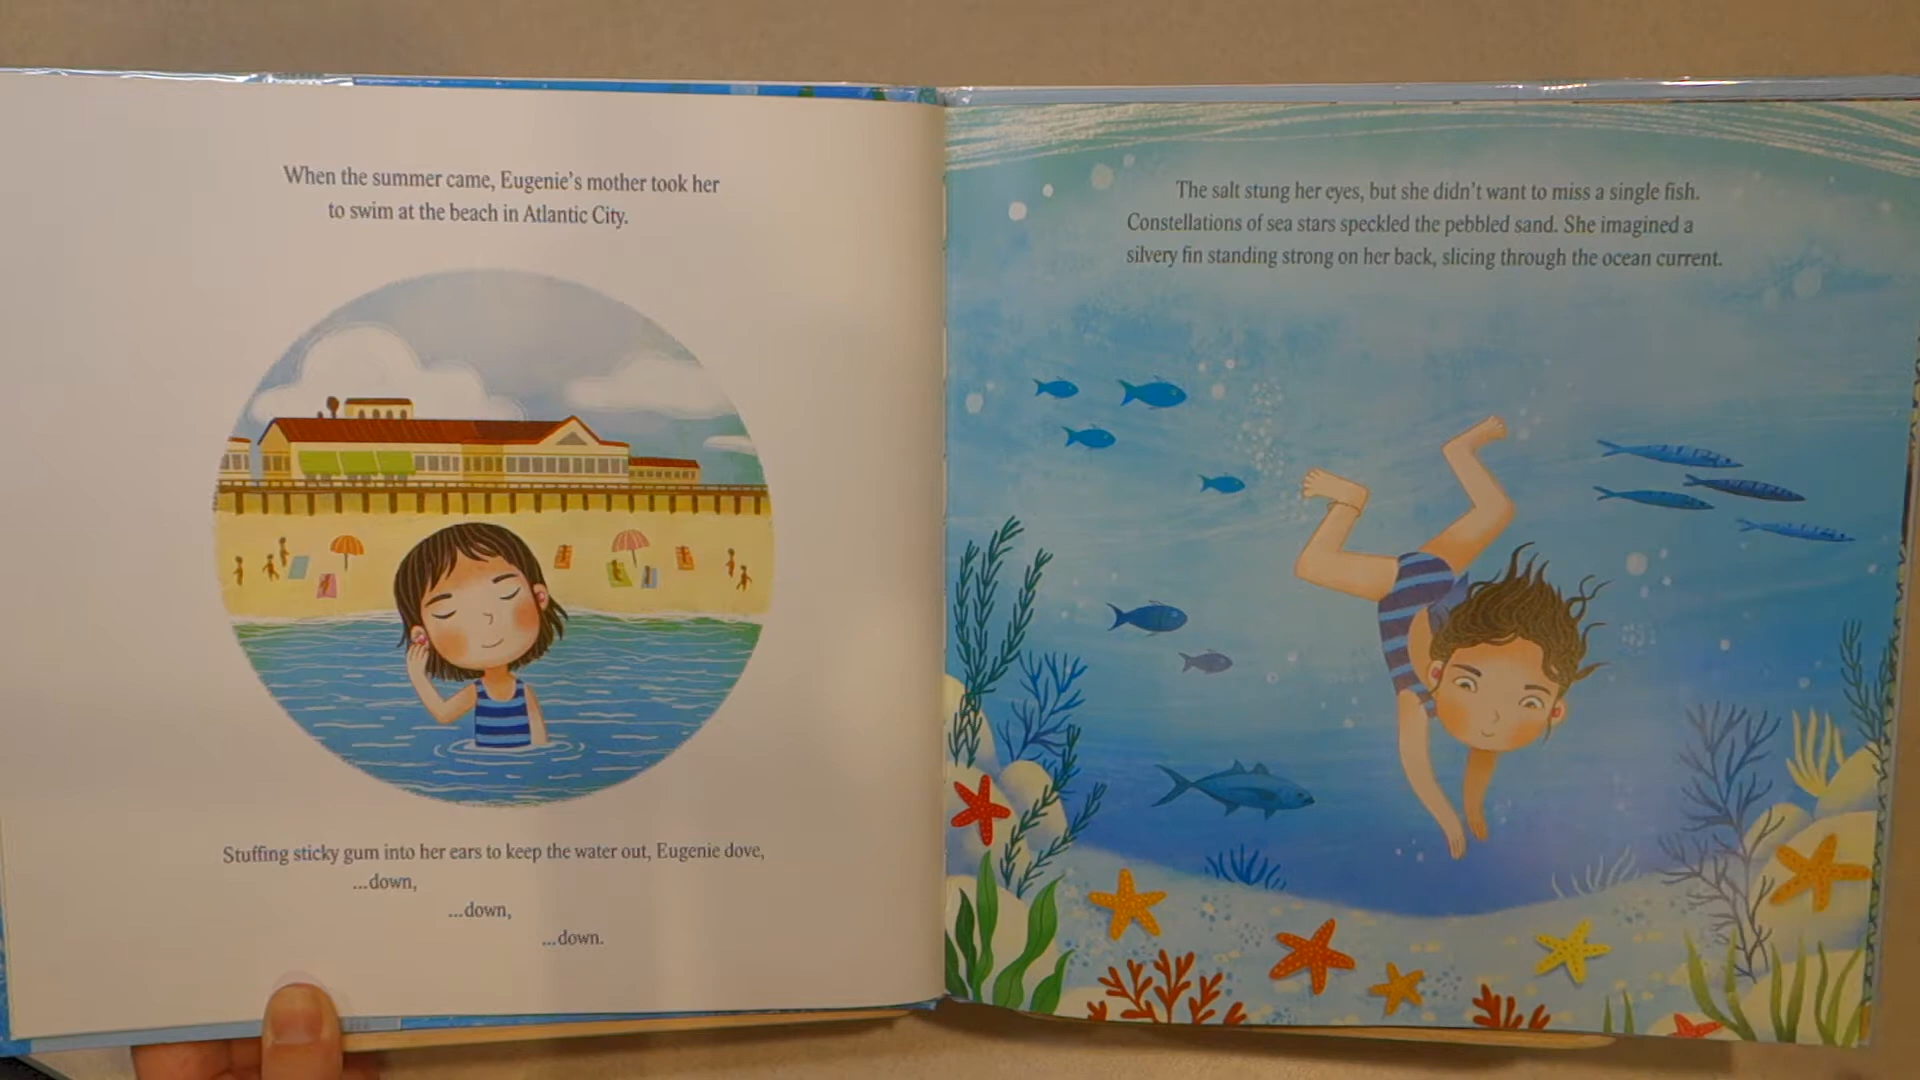 When the summer came, Eugenie's mother took her
to swim at the beach in Atlantic City.
Stuffing sticky gum into her ears to keep the water out, Eugenie dove,
...down,
...down,
...down.
The salt stung her eyes, but she didn't want to miss a single fish.
Constellations of sea stars speckled the pebbled sand. She imagined a
silvery fin standing strong on her back, slicing through the ocean current.